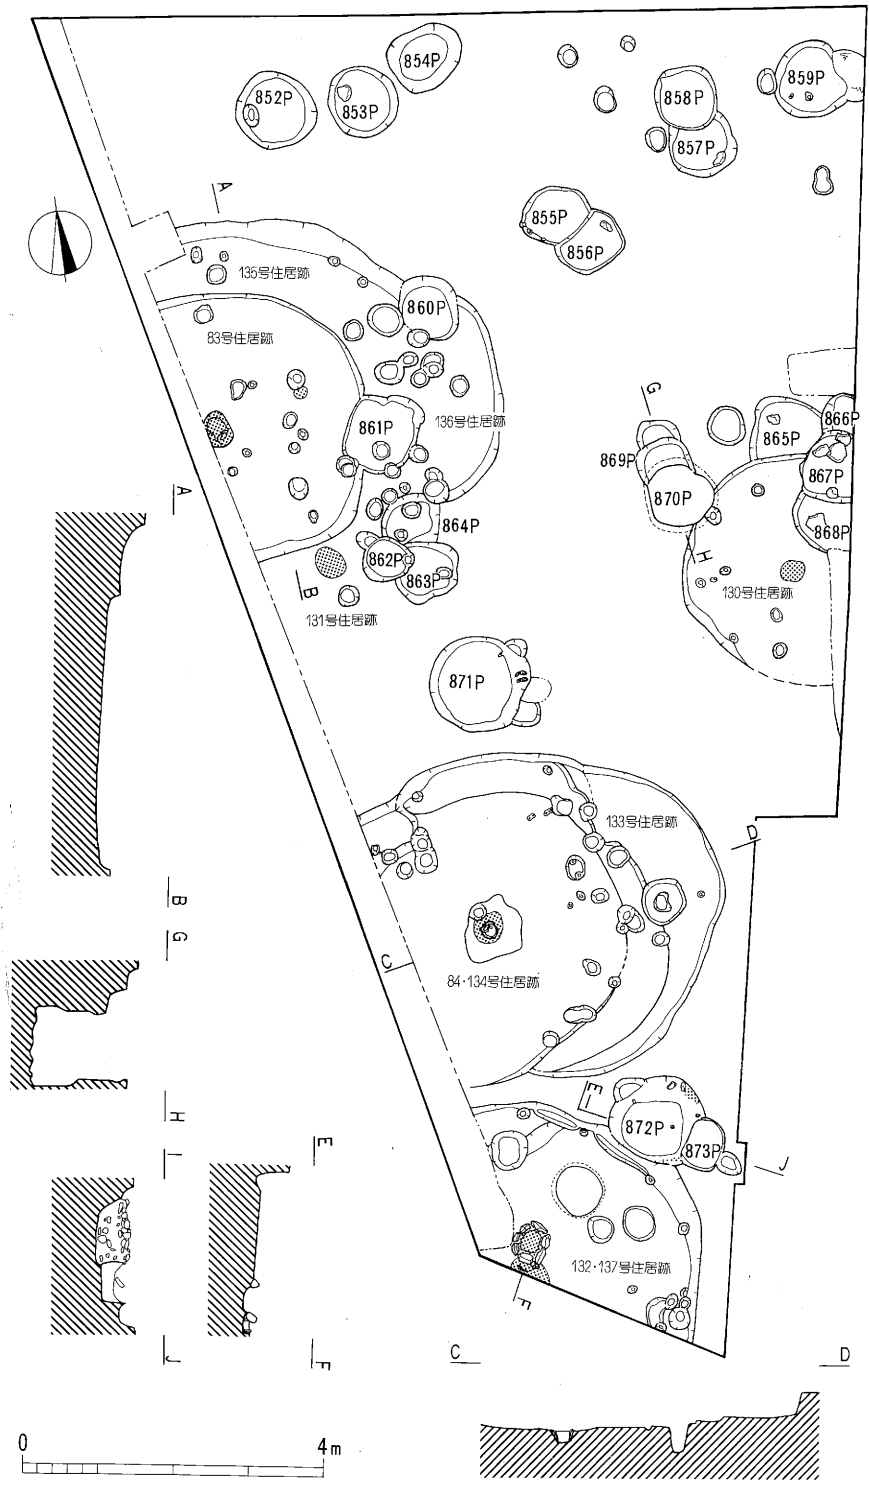 854P
852P
853P
859P
858P
857P
855P
856P
A
135号住居跡
860P
83号住居跡
G
866P
136号住居跡
861P
865P
869P
867P
870P
A
864P
868P
862P
H
863P
130号住居跡
B
131号住居跡
871P
133号住居跡
D
B
G
C
84・134号住居跡
E
I
872P
H
E
873P
I
J
132・137号住居跡
F
J
F
C
D
0
4m